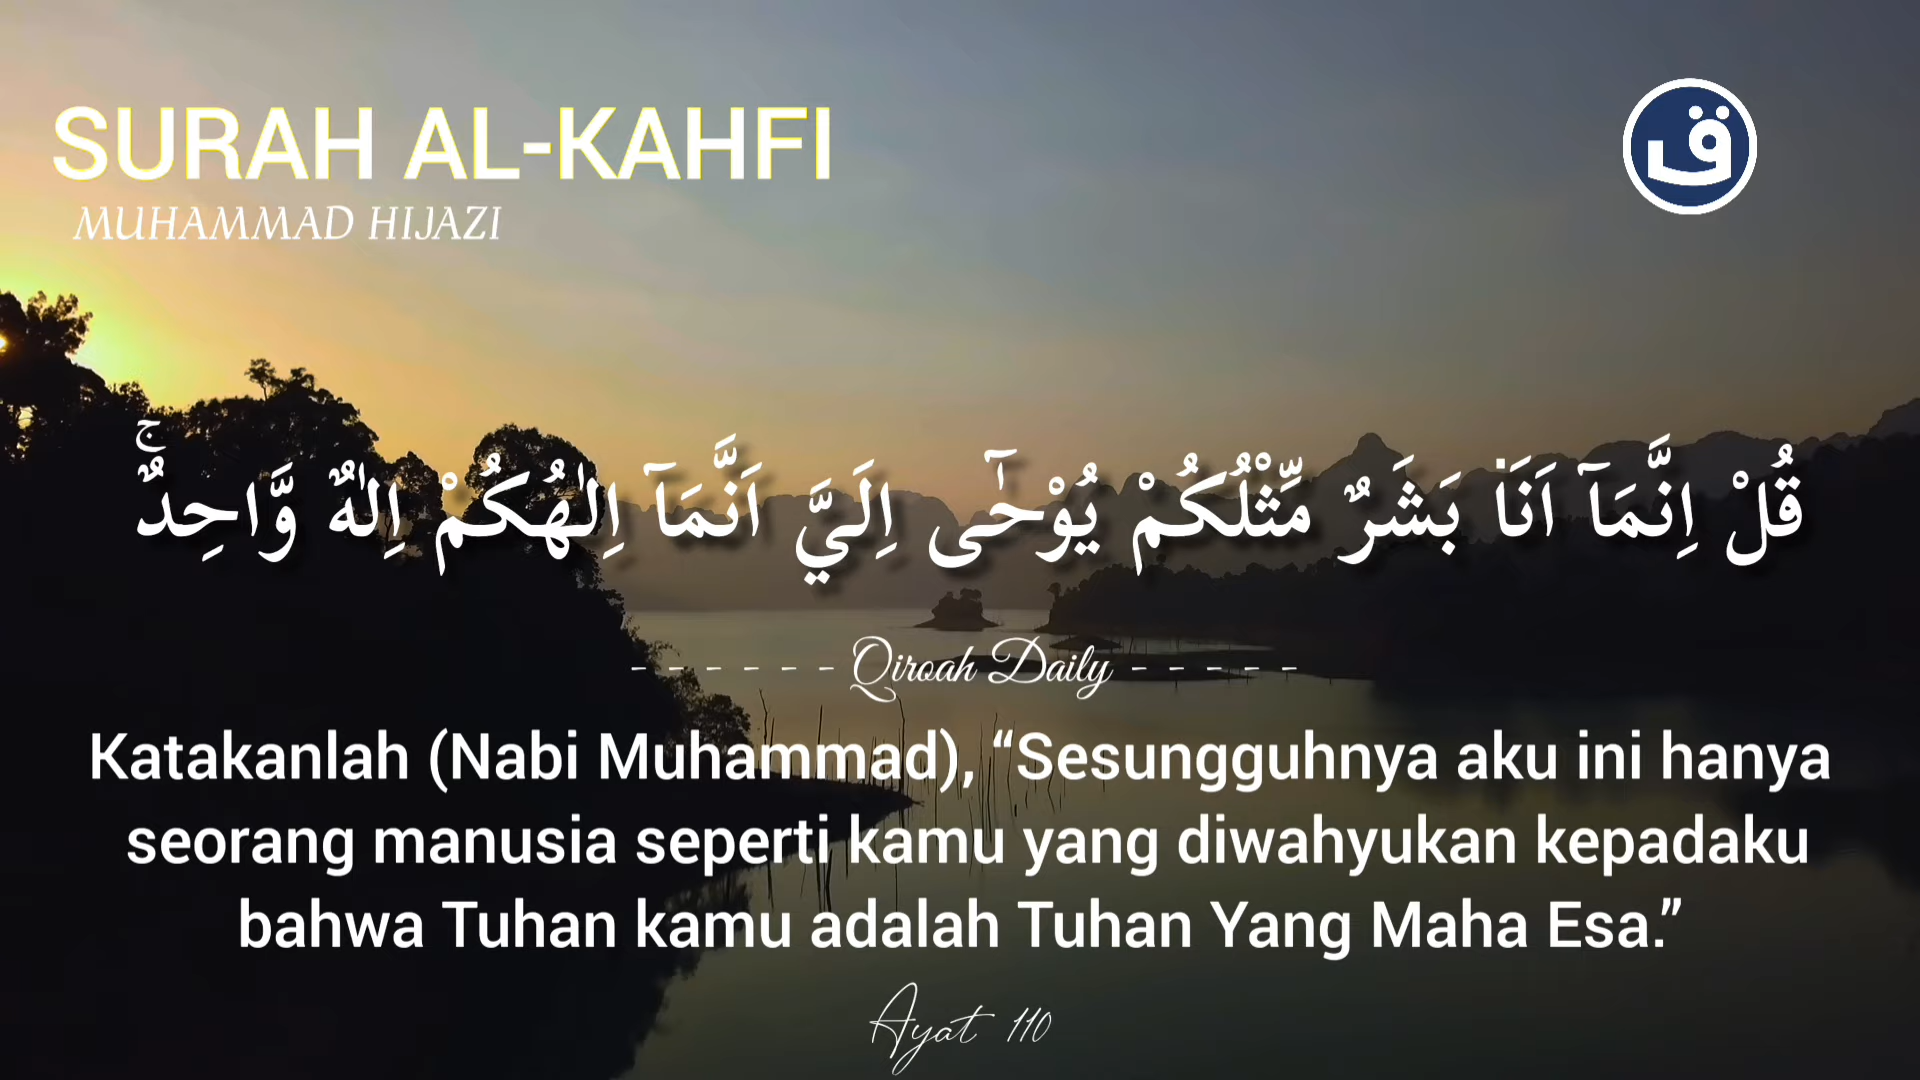 SURAH AL-KAHFI
MUHAMMAD HIJAZI
ق
قُلْ اِنَّمَآ اَنَا۠ بَشَرٌ مِّثْلُكُمْ يُوْحٰٓى اِلَيَّ اَنَّمَآ اِلٰهُكُمْ اِلٰهٌ وَّاحِدٌۚ
- - - - - - Qiroah Daily - - - - -
Katakanlah (Nabi Muhammad), “Sesungguhnya aku ini hanya
seorang manusia seperti kamu yang diwahyukan kepadaku
bahwa Tuhan kamu adalah Tuhan Yang Maha Esa.”
Ayat 110